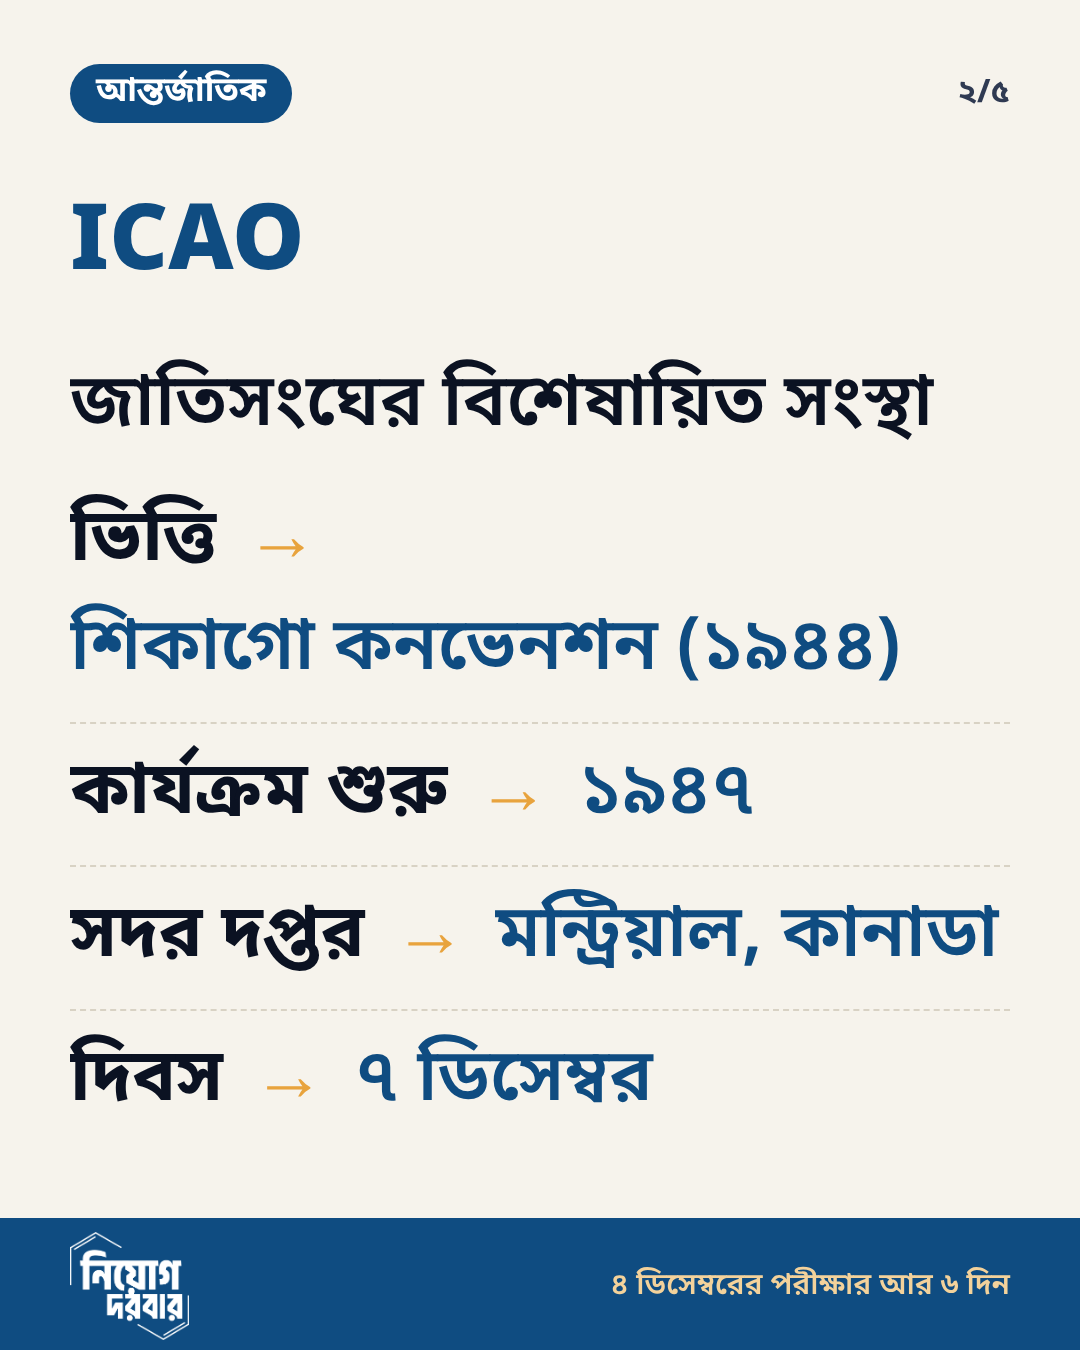 আন্তর্জাতিক
২/৫
ICAO
জাতিসংঘের বিশেষায়িত সংস্থা
ভিত্তি →
শিকাগো কনভেনশন (১৯৪৪)
কার্যক্রম শুরু → ১৯৪৭
সদর দপ্তর → মন্ট্রিয়াল, কানাডা
দিবস → ৭ ডিসেম্বর
নিয়োগ
দরবার
৪ ডিসেম্বরের পরীক্ষার আর ৬ দিন